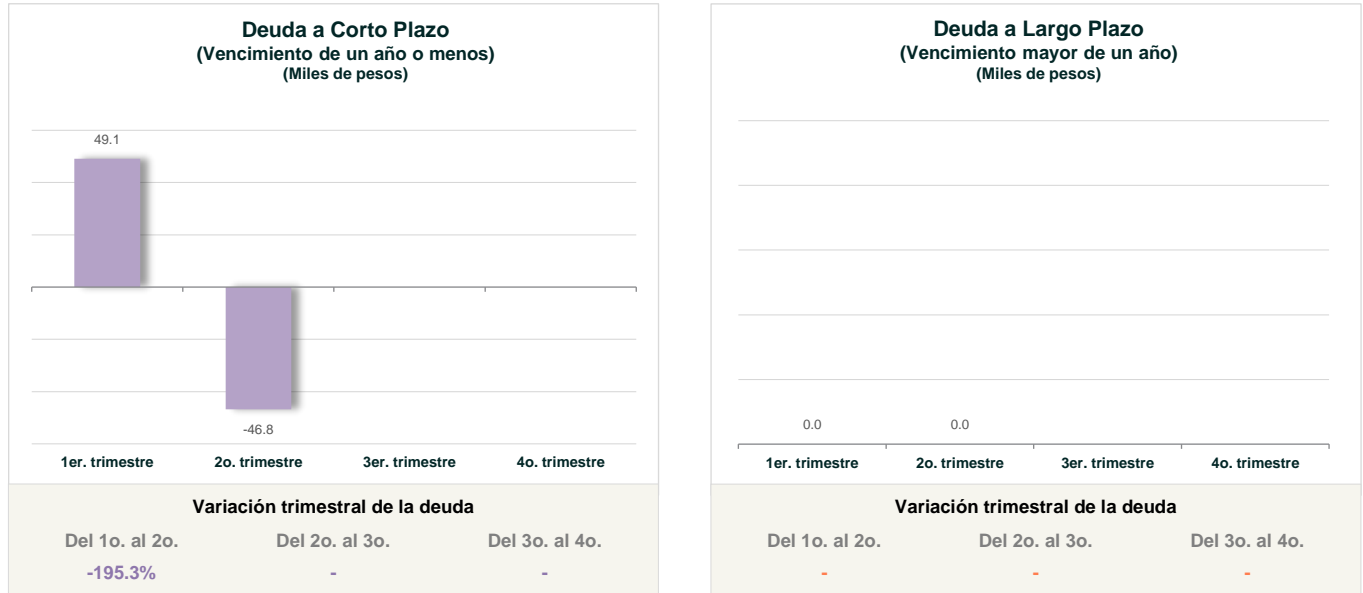 Deuda a Corto Plazo
(Vencimiento de un año o menos)
(Miles de pesos)
49.1
-46.8
1er. trimestre
2o. trimestre
3er. trimestre
4o. trimestre
Variación trimestral de la deuda
Del 1o. al 2o.
Del 2o. al 3o.
Del 3o. al 4o.
-195.3%
-
-
Deuda a Largo Plazo
(Vencimiento mayor de un año)
(Miles de pesos)
0.0
0.0
1er. trimestre
2o. trimestre
3er. trimestre
4o. trimestre
Variación trimestral de la deuda
Del 1o. al 2o.
Del 2o. al 3o.
Del 3o. al 4o.
-
-
-